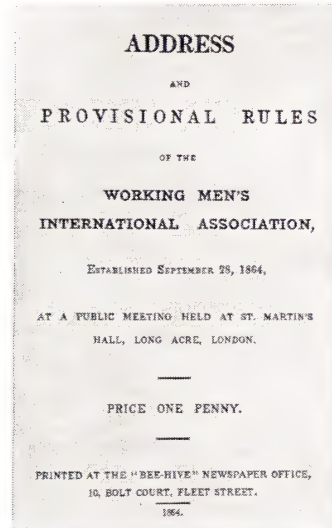 ADDRESS
AND
PROVISIONAL RULES
OF THE
WORKING MEN'S
INTERNATIONAL ASSOCIATION,
ESTABLISHED SEPTEMBER 28, 1864,
AT A PUBLIC MEETING HELD AT ST. MARTIN'S
HALL, LONG ACRE, LONDON.
PRICE ONE PENNY.
PRINTED AT THE "BEE-HIVE" NEWSPAPER OFFICE,
10, BOLT COURT, FLEET STREET.
1864.